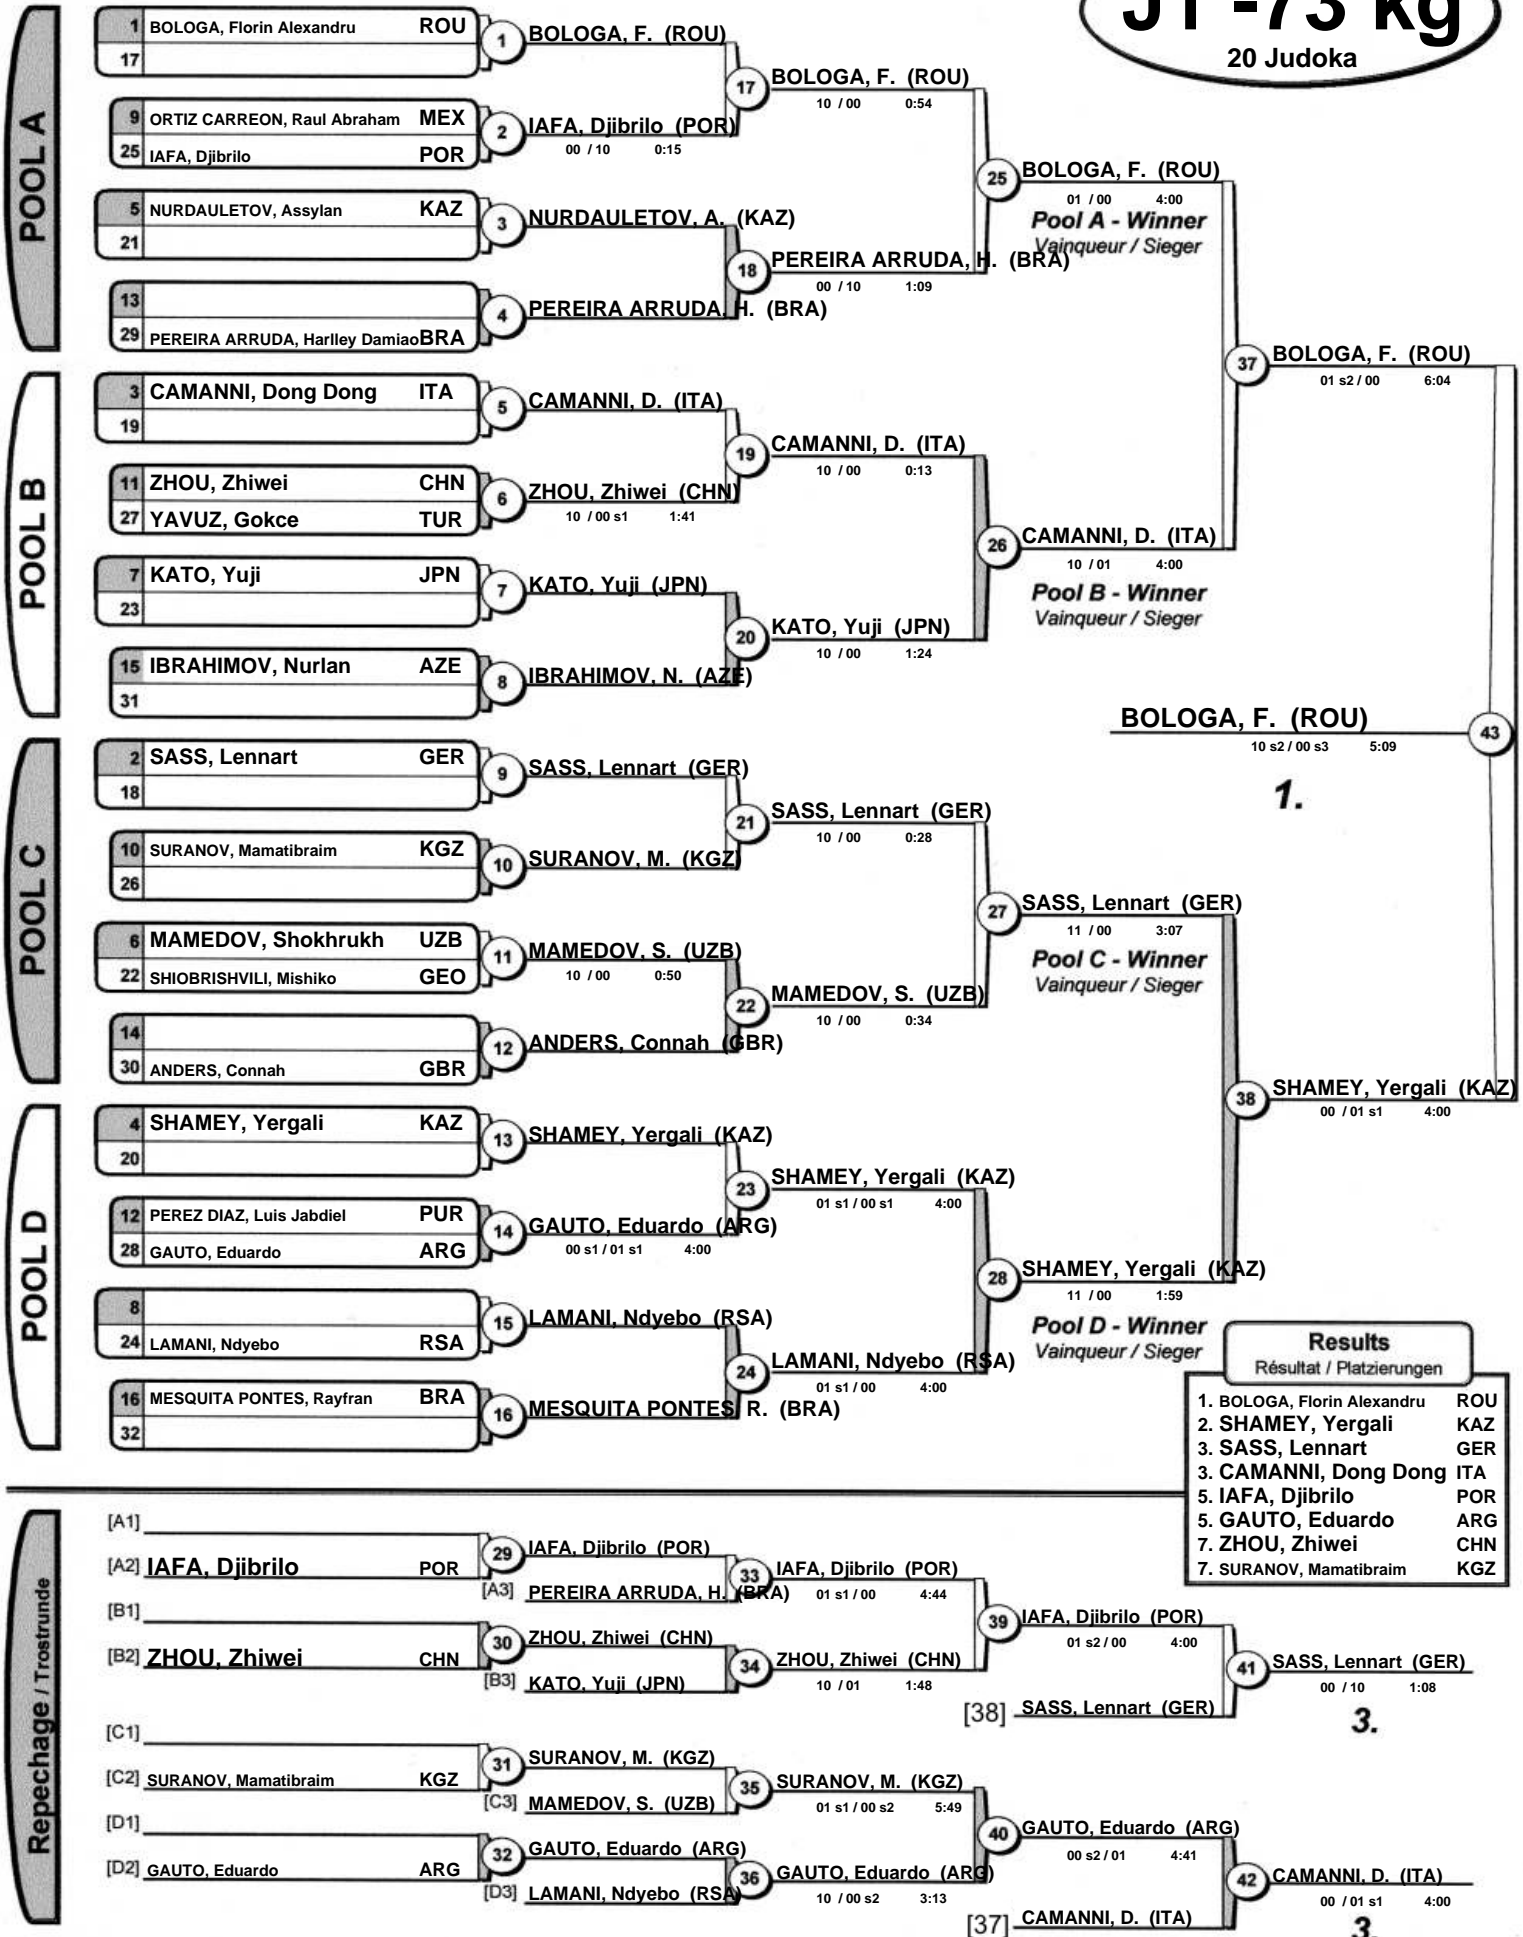 J1 -73 kg
20 Judoka
POOL A
1 BOLOGA, Florin Alexandru ROU
17
9 ORTIZ CARREON, Raul Abraham MEX
25 IAFA, Djibrilo POR
5 NURDAULETOV, Assylan KAZ
21
13
29 PEREIRA ARRUDA, Harlley Damiao BRA
1 BOLOGA, F. (ROU)
2 IAFA, Djibrilo (POR)
00 / 10 0:15
3 NURDAULETOV, A. (KAZ)
4 PEREIRA ARRUDA, H. (BRA)
17 BOLOGA, F. (ROU)
10 / 00 0:54
18 PEREIRA ARRUDA, H. (BRA)
00 / 10 1:09
25 BOLOGA, F. (ROU)
01 / 00 4:00
Pool A - Winner
Vainqueur / Sieger
POOL B
3 CAMANNI, Dong Dong ITA
19
11 ZHOU, Zhiwei CHN
27 YAVUZ, Gokce TUR
7 KATO, Yuji JPN
23
15 IBRAHIMOV, Nurlan AZE
31
5 CAMANNI, D. (ITA)
6 ZHOU, Zhiwei (CHN)
10 / 00 s1 1:41
7 KATO, Yuji (JPN)
8 IBRAHIMOV, N. (AZE)
19 CAMANNI, D. (ITA)
10 / 00 0:13
20 KATO, Yuji (JPN)
10 / 00 1:24
26 CAMANNI, D. (ITA)
10 / 01 4:00
Pool B - Winner
Vainqueur / Sieger
37 BOLOGA, F. (ROU)
01 s2 / 00 6:04
BOLOGA, F. (ROU) 43
10 s2 / 00 s3 5:09
1.
POOL C
2 SASS, Lennart GER
18
10 SURANOV, Mamatibraim KGZ
26
6 MAMEDOV, Shokhrukh UZB
22 SHIOBRISHVILI, Mishiko GEO
14
30 ANDERS, Connah GBR
9 SASS, Lennart (GER)
10 SURANOV, M. (KGZ)
11 MAMEDOV, S. (UZB)
10 / 00 0:50
12 ANDERS, Connah (GBR)
21 SASS, Lennart (GER)
10 / 00 0:28
22 MAMEDOV, S. (UZB)
10 / 00 0:34
27 SASS, Lennart (GER)
11 / 00 3:07
Pool C - Winner
Vainqueur / Sieger
POOL D
4 SHAMEY, Yergali KAZ
20
12 PEREZ DIAZ, Luis Jabdiel PUR
28 GAUTO, Eduardo ARG
8
24 LAMANI, Ndyebo RSA
16 MESQUITA PONTES, Rayfran BRA
32
13 SHAMEY, Yergali (KAZ)
14 GAUTO, Eduardo (ARG)
00 s1 / 01 s1 4:00
15 LAMANI, Ndyebo (RSA)
16 MESQUITA PONTES, R. (BRA)
23 SHAMEY, Yergali (KAZ)
01 s1 / 00 s1 4:00
24 LAMANI, Ndyebo (RSA)
01 s1 / 00 4:00
28 SHAMEY, Yergali (KAZ)
11 / 00 1:59
Pool D - Winner
Vainqueur / Sieger
38 SHAMEY, Yergali (KAZ)
00 / 01 s1 4:00
Results
Résultat / Platzierungen
1. BOLOGA, Florin Alexandru ROU
2. SHAMEY, Yergali KAZ
3. SASS, Lennart GER
3. CAMANNI, Dong Dong ITA
5. IAFA, Djibrilo POR
5. GAUTO, Eduardo ARG
7. ZHOU, Zhiwei CHN
7. SURANOV, Mamatibraim KGZ
Repechage / Trostrunde
[A1]
[A2] IAFA, Djibrilo POR
[B1]
[B2] ZHOU, Zhiwei CHN
[C1]
[C2] SURANOV, Mamatibraim KGZ
[D1]
[D2] GAUTO, Eduardo ARG
29 IAFA, Djibrilo (POR)
[A3] PEREIRA ARRUDA, H. (BRA)
30 ZHOU, Zhiwei (CHN)
[B3] KATO, Yuji (JPN)
31 SURANOV, M. (KGZ)
[C3] MAMEDOV, S. (UZB)
32 GAUTO, Eduardo (ARG)
[D3] LAMANI, Ndyebo (RSA)
33 IAFA, Djibrilo (POR)
01 s1 / 00 4:44
34 ZHOU, Zhiwei (CHN)
10 / 01 1:48
35 SURANOV, M. (KGZ)
01 s1 / 00 s2 5:49
36 GAUTO, Eduardo (ARG)
10 / 00 s2 3:13
39 IAFA, Djibrilo (POR)
01 s2 / 00 4:00
[38] SASS, Lennart (GER)
40 GAUTO, Eduardo (ARG)
00 s2 / 01 4:41
[37] CAMANNI, D. (ITA)
41 SASS, Lennart (GER)
00 / 10 1:08
3.
42 CAMANNI, D. (ITA)
00 / 01 s1 4:00
3.